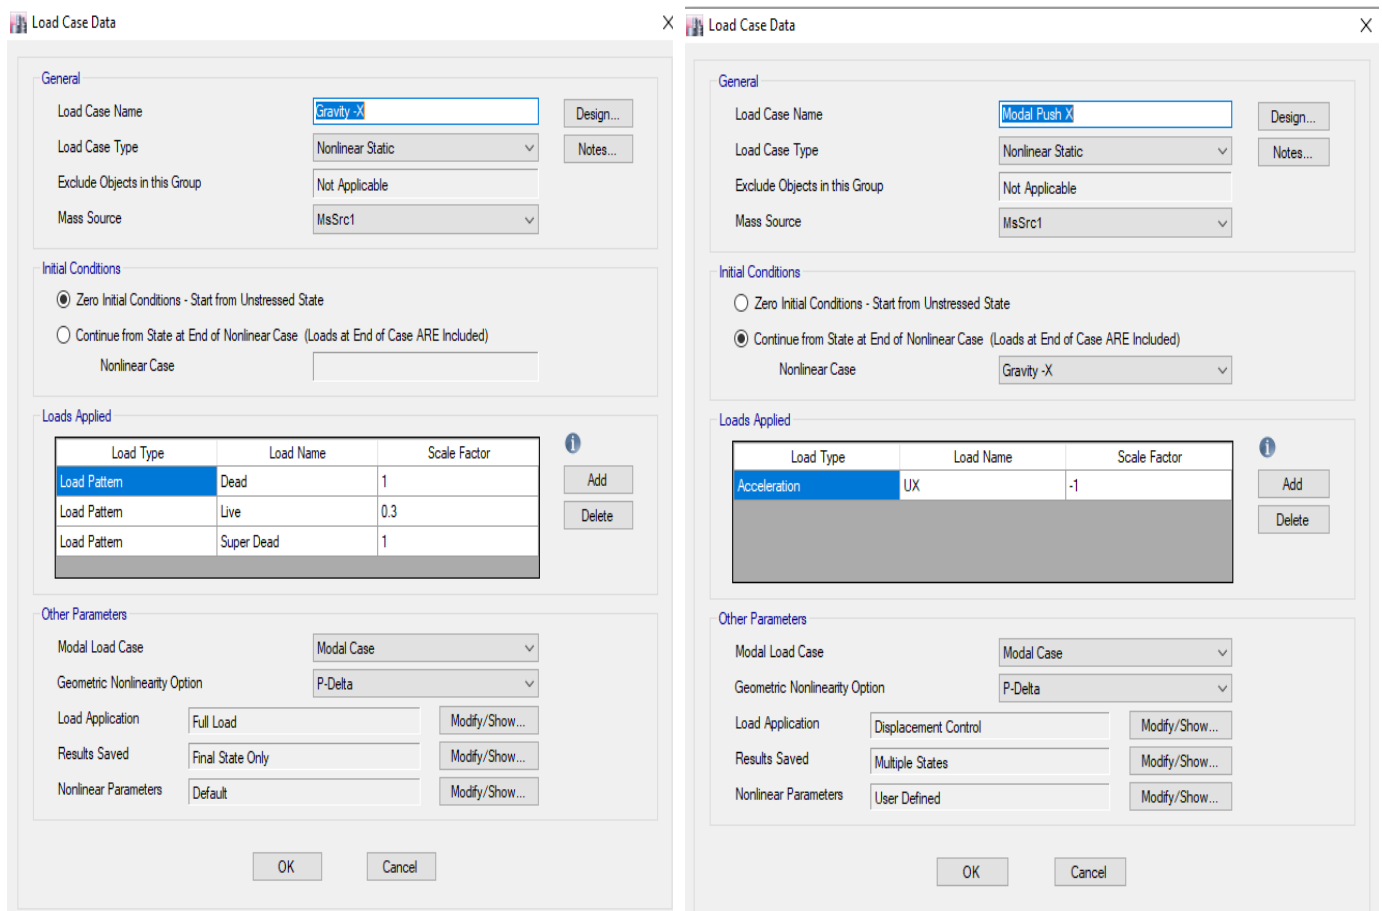 Load Case Data
X
General
Load Case Name
Gravity -X
Design...
Load Case Type
Nonlinear Static
Notes...
Exclude Objects in this Group
Not Applicable
Mass Source
MsSrc1
Initial Conditions
Zero Initial Conditions - Start from Unstressed State
Continue from State at End of Nonlinear Case (Loads at End of Case ARE Included)
Nonlinear Case
Loads Applied
Load Type Load Name Scale Factor
Load Pattern Dead 1
Load Pattern Live 0.3
Load Pattern Super Dead 1
i
Add
Delete
Other Parameters
Modal Load Case
Modal Case
Geometric Nonlinearity Option
P-Delta
Load Application
Full Load
Modify/Show...
Results Saved
Final State Only
Modify/Show...
Nonlinear Parameters
Default
Modify/Show...
OK
Cancel
Load Case Data
X
General
Load Case Name
Modal Push X
Design...
Load Case Type
Nonlinear Static
Notes...
Exclude Objects in this Group
Not Applicable
Mass Source
MsSrc1
Initial Conditions
Zero Initial Conditions - Start from Unstressed State
Continue from State at End of Nonlinear Case (Loads at End of Case ARE Included)
Nonlinear Case
Gravity -X
Loads Applied
Load Type Load Name Scale Factor
Acceleration UX -1
i
Add
Delete
Other Parameters
Modal Load Case
Modal Case
Geometric Nonlinearity Option
P-Delta
Load Application
Displacement Control
Modify/Show...
Results Saved
Multiple States
Modify/Show...
Nonlinear Parameters
User Defined
Modify/Show...
OK
Cancel